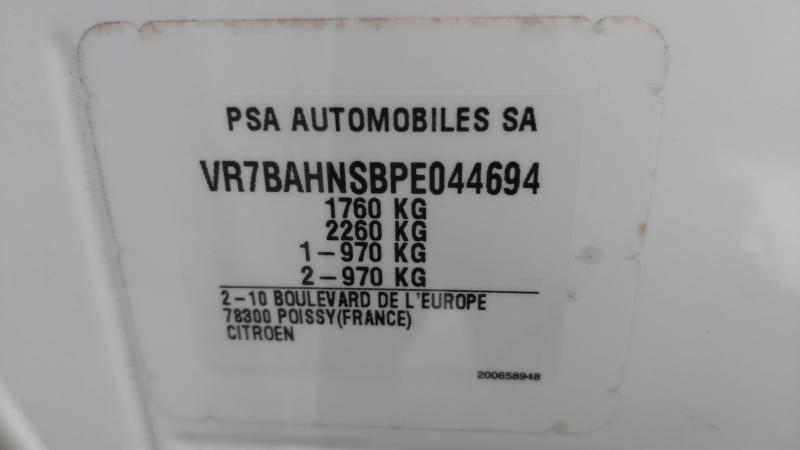 PSA AUTOMOBILES SA
VR7BAHNSBPE044694
1760 KG
2260 KG
1-970 KG
2-970 KG
2-10 BOULEVARD DE L'EUROPE
78300 POISSY(FRANCE)
CITROEN
200658948